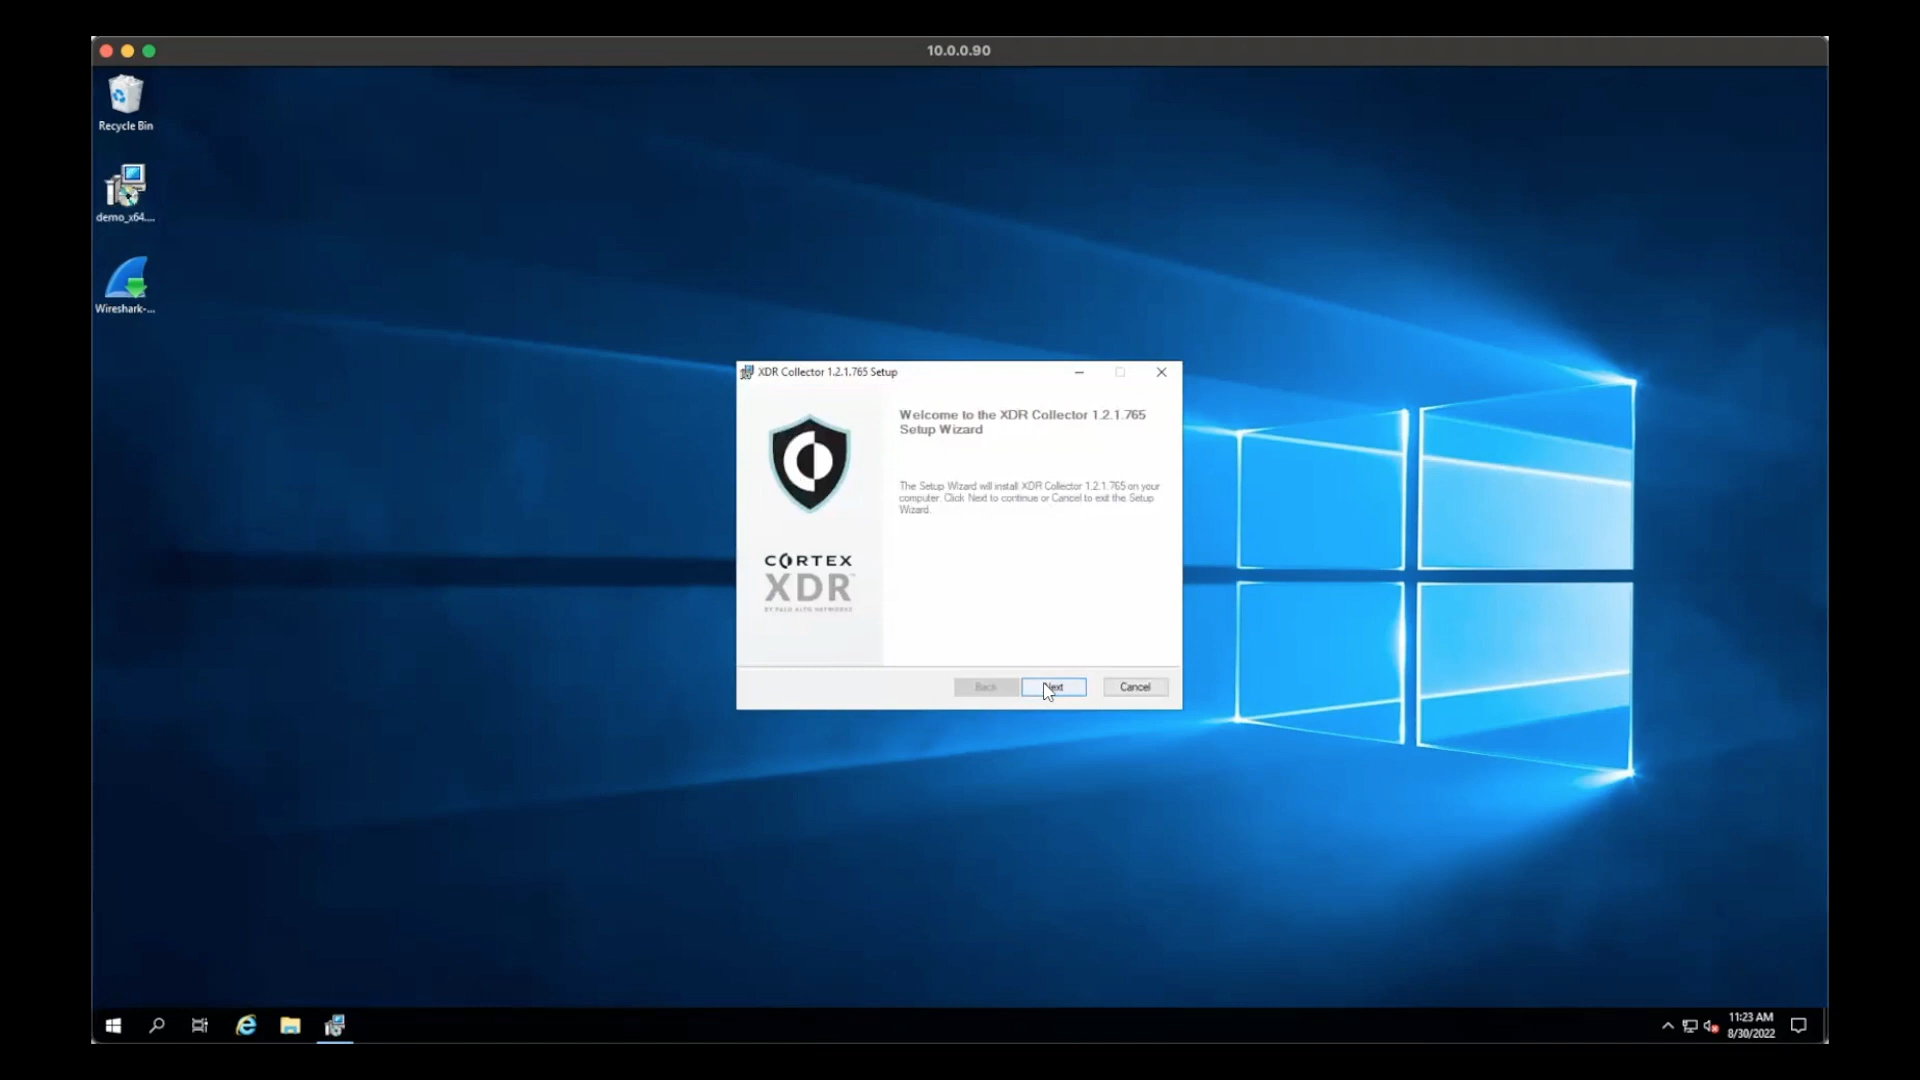 10.0.0.90
Recycle Bin
demo_x64....
Wireshark-...
XDR Collector 1.2.1.765 Setup
Welcome to the XDR Collector 1.2.1.765
Setup Wizard
The Setup Wizard will install XDR Collector 1.2.1.765 on your
computer. Click Next to continue or Cancel to exit the Setup
Wizard.
CORTEX
XDR™
BY PALO ALTO NETWORKS
Back
Next
Cancel
11:23 AM
8/30/2022